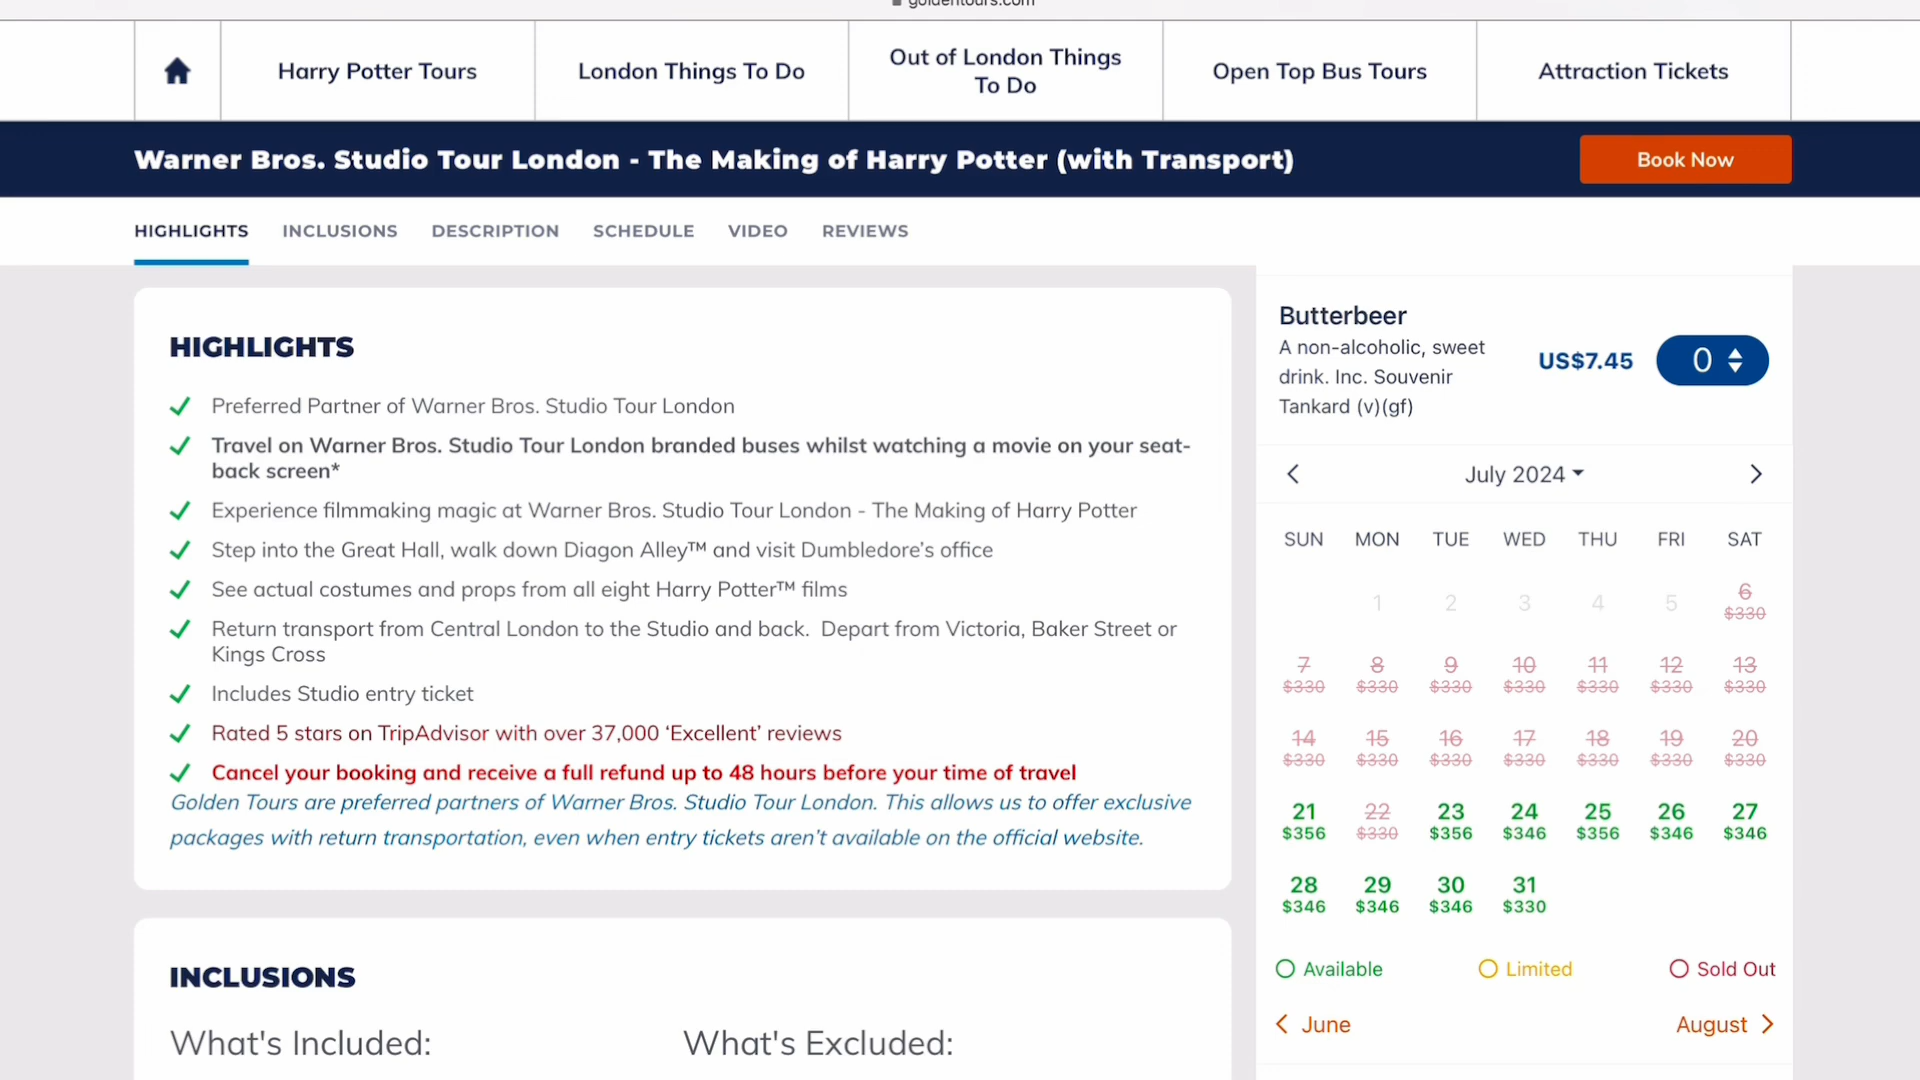 goldentours.com
Harry Potter Tours
London Things To Do
Out of London Things
To Do
Open Top Bus Tours
Attraction Tickets
Warner Bros. Studio Tour London - The Making of Harry Potter (with Transport)
Book Now
HIGHLIGHTS
INCLUSIONS
DESCRIPTION
SCHEDULE
VIDEO
REVIEWS
HIGHLIGHTS
Preferred Partner of Warner Bros. Studio Tour London
Travel on Warner Bros. Studio Tour London branded buses whilst watching a movie on your seat-
back screen*
Experience filmmaking magic at Warner Bros. Studio Tour London - The Making of Harry Potter
Step into the Great Hall, walk down Diagon Alley™ and visit Dumbledore’s office
See actual costumes and props from all eight Harry Potter™ films
Return transport from Central London to the Studio and back. Depart from Victoria, Baker Street or
Kings Cross
Includes Studio entry ticket
Rated 5 stars on TripAdvisor with over 37,000 ‘Excellent’ reviews
Cancel your booking and receive a full refund up to 48 hours before your time of travel
Golden Tours are preferred partners of Warner Bros. Studio Tour London. This allows us to offer exclusive
packages with return transportation, even when entry tickets aren’t available on the official website.
INCLUSIONS
What's Included:
What's Excluded:
Butterbeer
A non-alcoholic, sweet
drink. Inc. Souvenir
Tankard (v)(gf)
US$7.45
0
July 2024
SUN MON TUE WED THU FRI SAT
1 2 3 4 5 6
$330
7 8 9 10 11 12 13
$330 $330 $330 $330 $330 $330 $330
14 15 16 17 18 19 20
$330 $330 $330 $330 $330 $330 $330
21 22 23 24 25 26 27
$356 $330 $356 $346 $356 $346 $346
28 29 30 31
$346 $346 $346 $330
Available
Limited
Sold Out
June
August